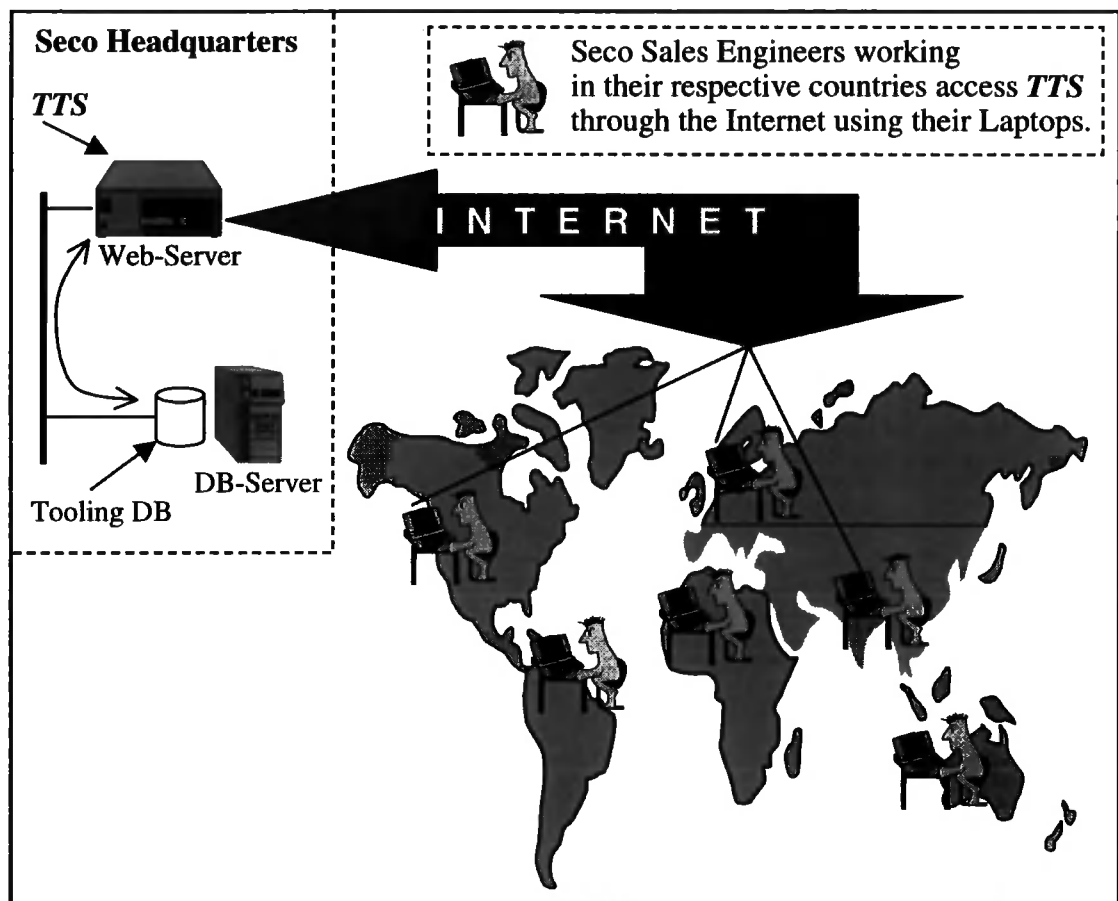 Seco Headquarters
TTS
Web-Server
DB-Server
Tooling DB
Seco Sales Engineers working
in their respective countries access TTS
through the Internet using their Laptops.
INTERNET